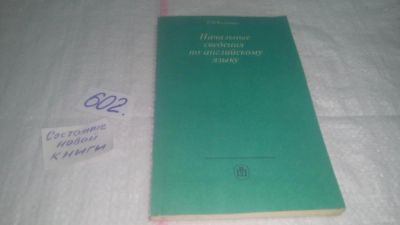 Начальные
сведения
по английскому
языку
602.
Состояние
новой
книги